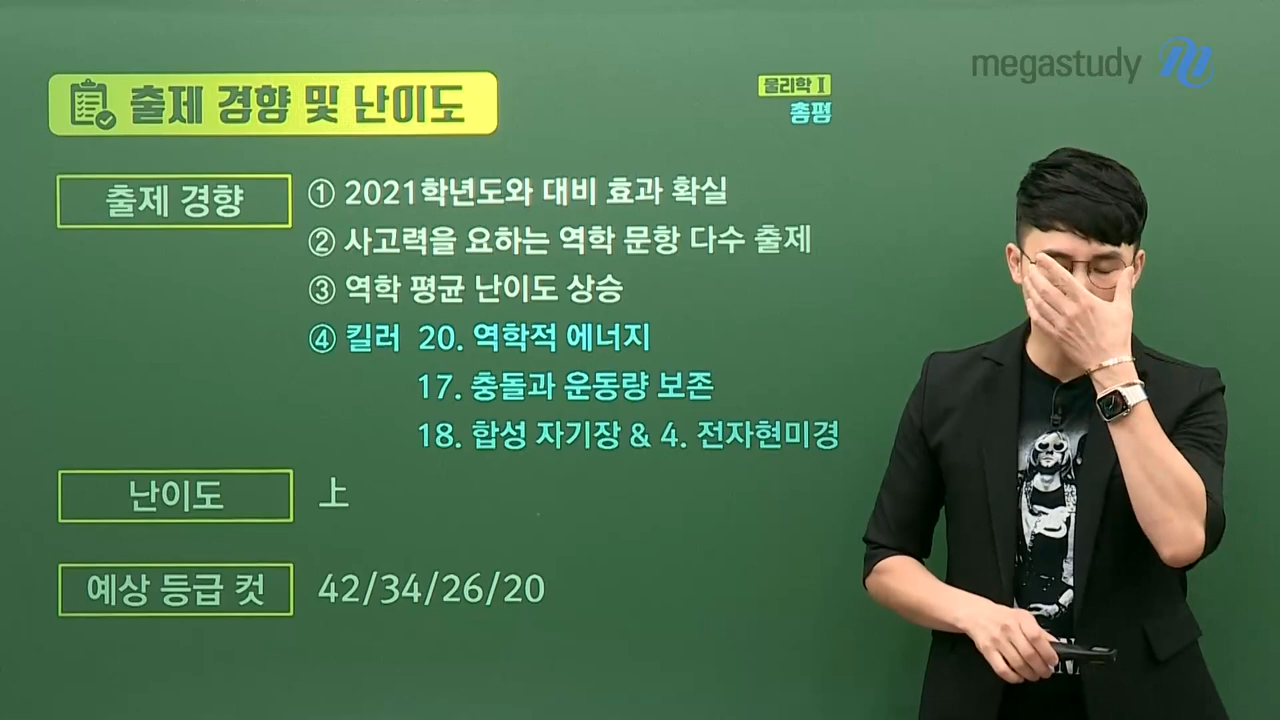 megastudy
출제 경향 및 난이도
물리학 I
총평
출제 경향
① 2021학년도와 대비 효과 확실
② 사고력을 요하는 역학 문항 다수 출제
③ 역학 평균 난이도 상승
④ 킬러 20. 역학적 에너지
17. 충돌과 운동량 보존
18. 합성 자기장 & 4. 전자현미경
난이도
上
예상 등급 컷
42/34/26/20